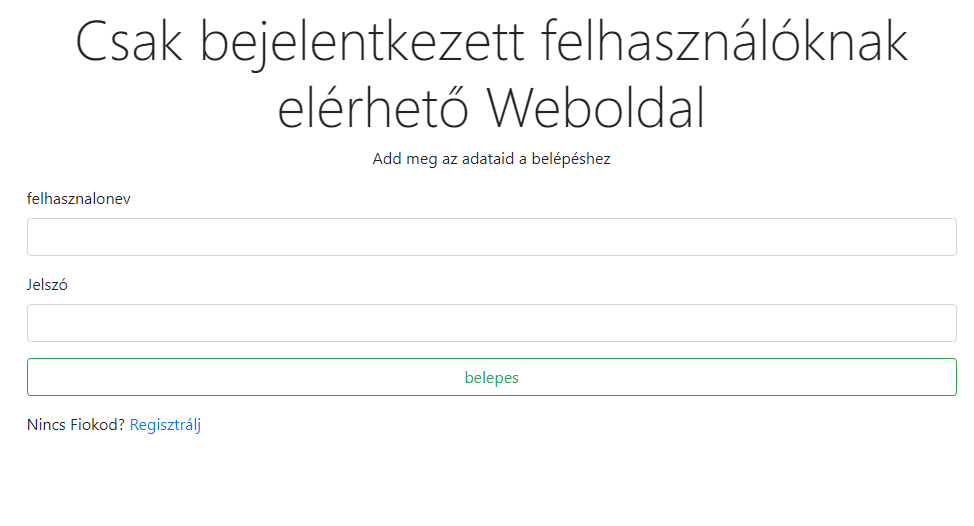 Csak bejelentkezett felhasználóknak
elérhető Weboldal
Add meg az adataid a belépéshez
felhasznalonev
Jelszó
belepes
Nincs Fiokod? Regisztrálj